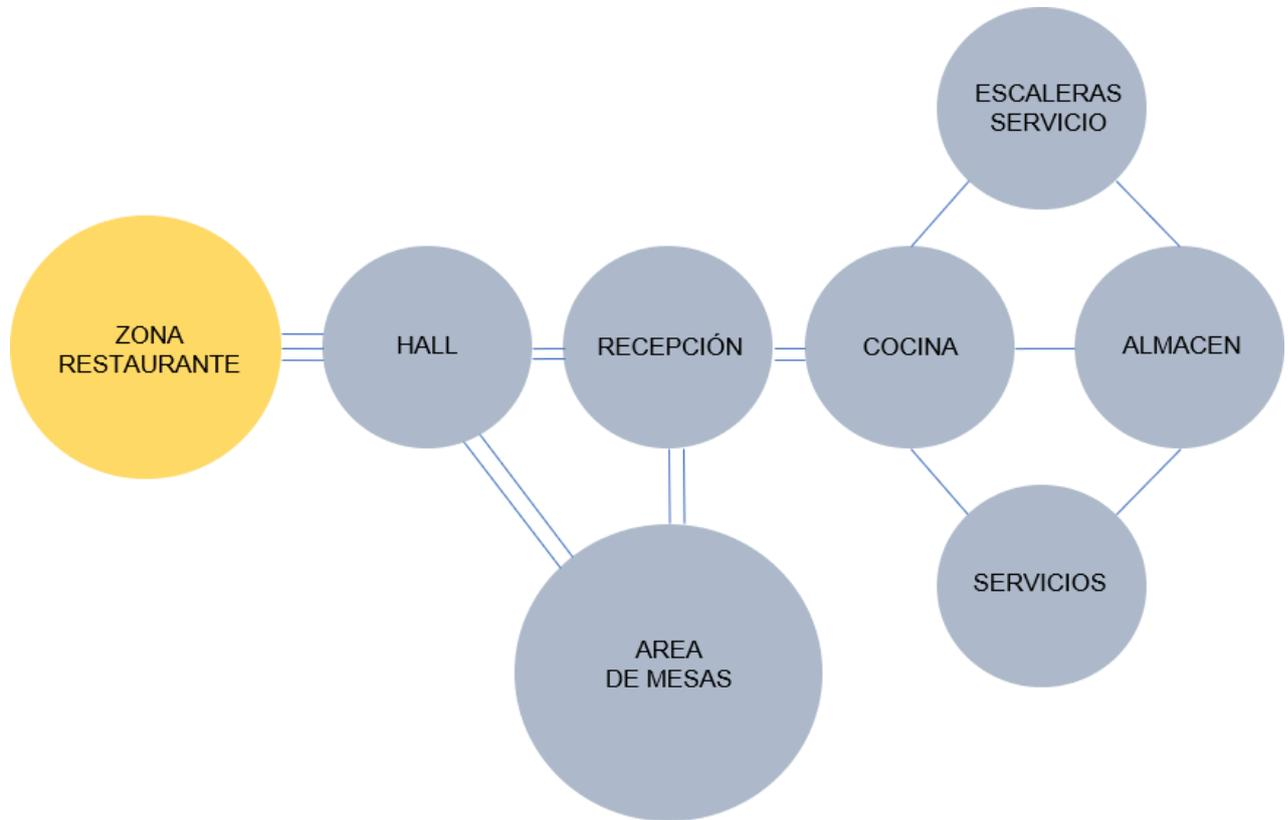 ESCALERAS
SERVICIO
ZONA
RESTAURANTE
HALL
RECEPCIÓN
COCINA
ALMACEN
SERVICIOS
AREA
DE MESAS